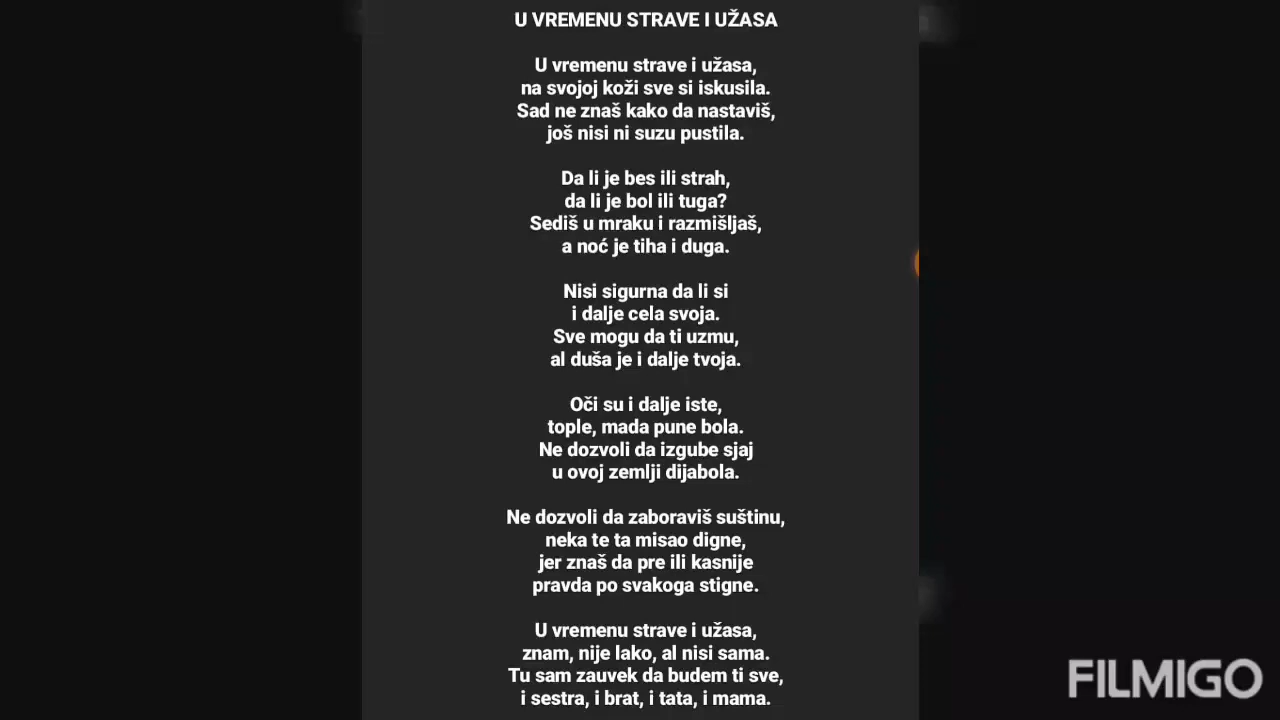 U VREMENU STRAVE I UŽASA
U vremenu strave i užasa,
na svojoj koži sve si iskusila.
Sad ne znaš kako da nastaviš,
još nisi ni suzu pustila.
Da li je bes ili strah,
da li je bol ili tuga?
Sediš u mraku i razmišljaš,
a noć je tiha i duga.
Nisi sigurna da li si
i dalje cela svoja.
Sve mogu da ti uzmu,
al duša je i dalje tvoja.
Oči su i dalje iste,
tople, mada pune bola.
Ne dozvoli da izgube sjaj
u ovoj zemlji dijabola.
Ne dozvoli da zaboraviš suštinu,
neka te ta misao digne,
jer znaš da pre ili kasnije
pravda po svakoga stigne.
U vremenu strave i užasa,
znam, nije lako, al nisi sama.
Tu sam zauvek da budem ti sve,
i sestra, i brat, i tata, i mama.
FILMIGO